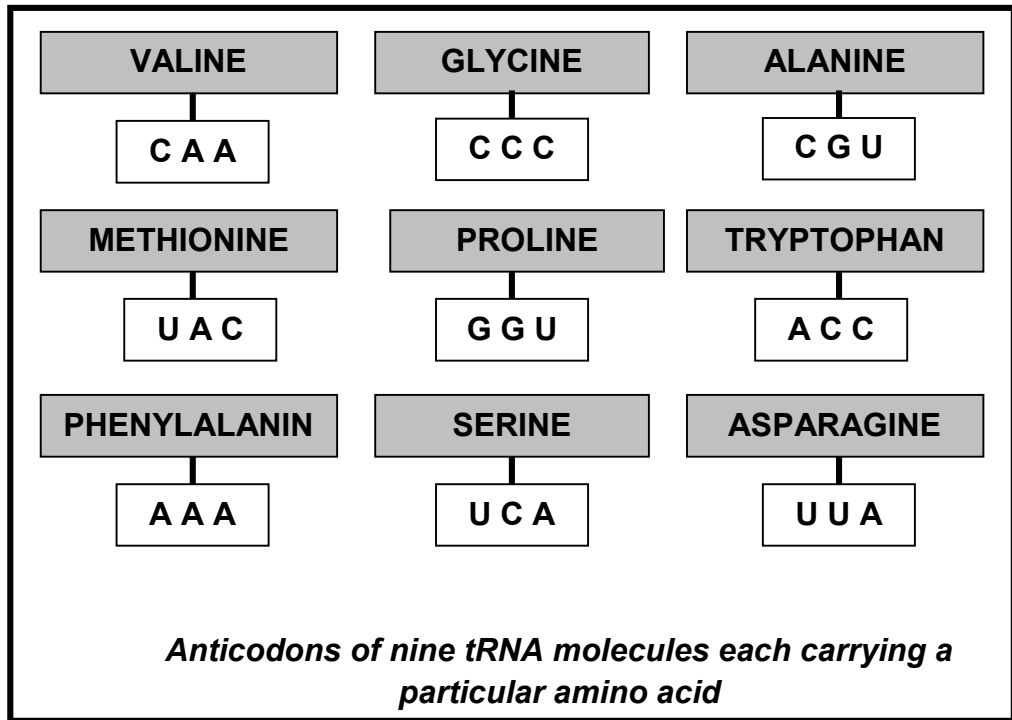 VALINE GLYCINE ALANINE
C A A C C C C G U
METHIONINE PROLINE TRYPTOPHAN
U A C G G U A C C
PHENYLALANIN SERINE ASPARAGINE
A A A U C A U U A
Anticodons of nine tRNA molecules each carrying a
particular amino acid